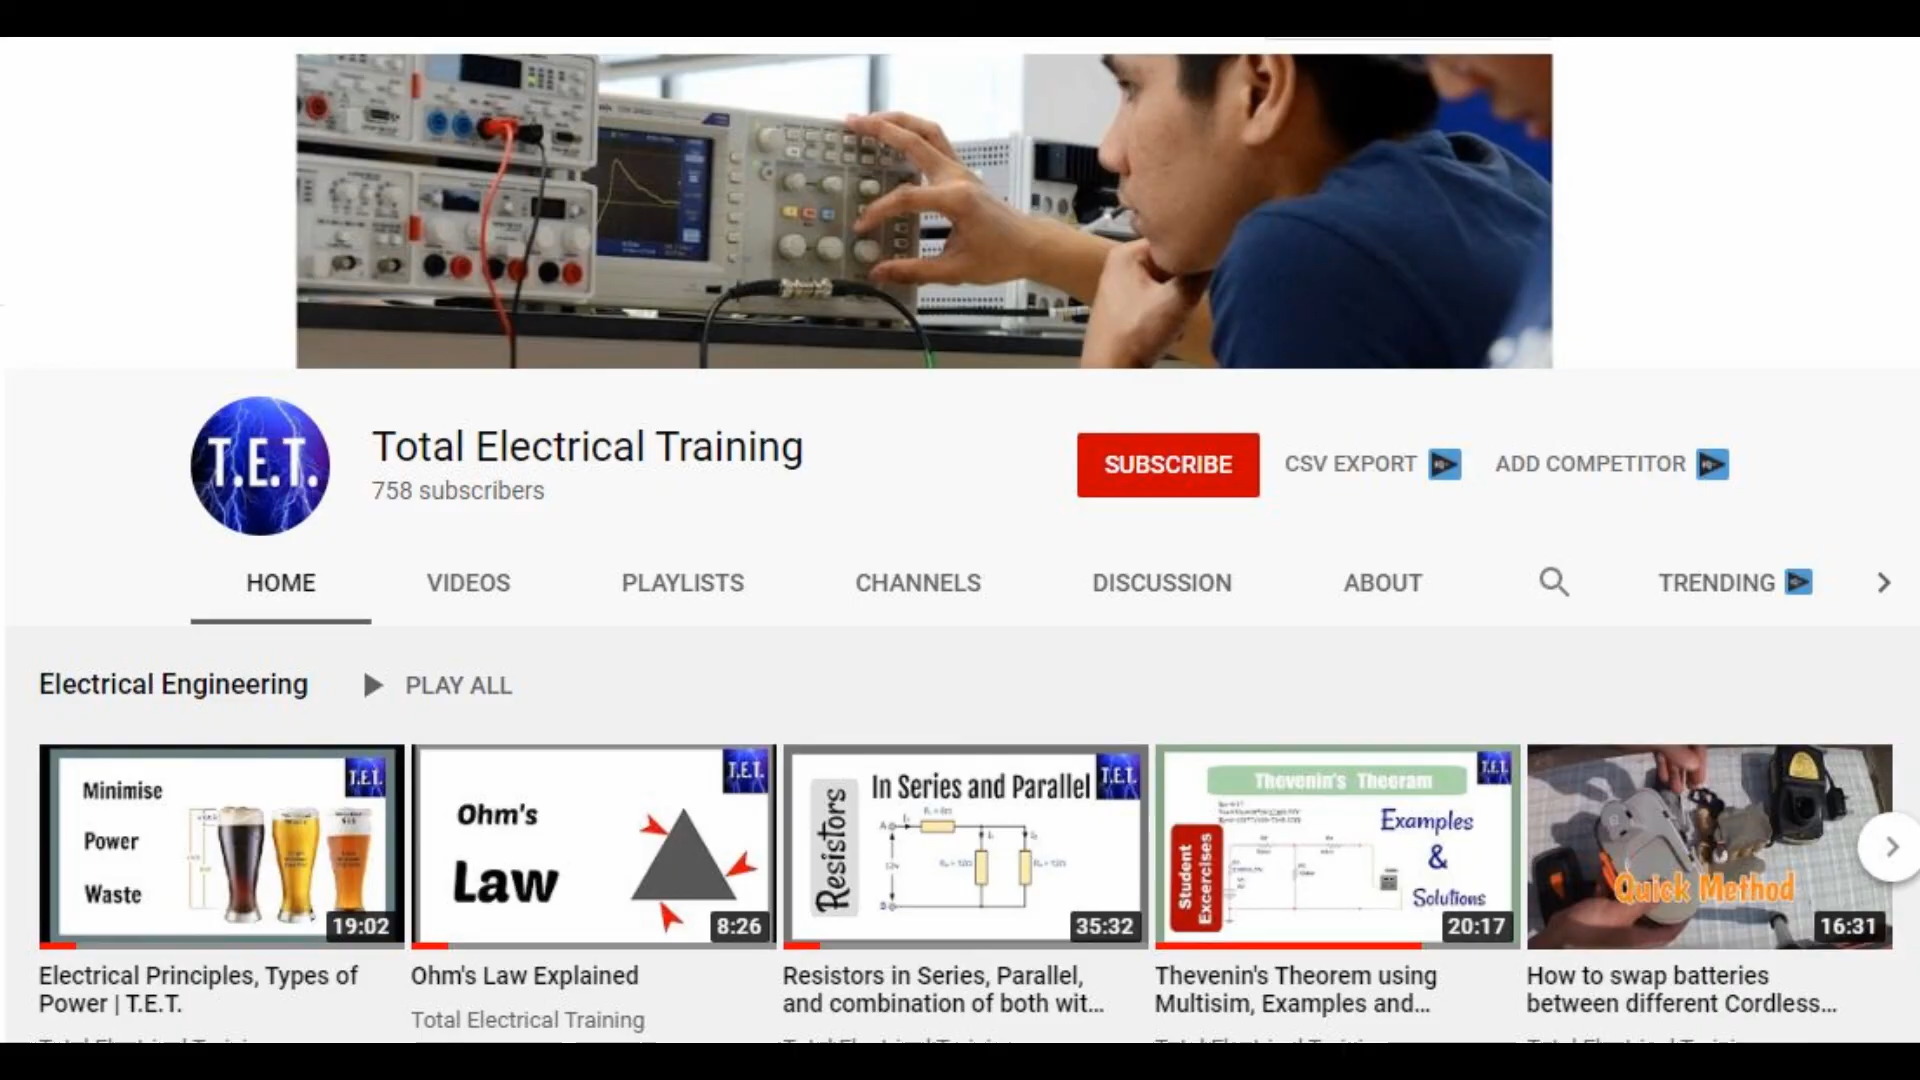 T.E.T.
Total Electrical Training
758 subscribers
SUBSCRIBE
CSV EXPORT
ADD COMPETITOR
HOME
VIDEOS
PLAYLISTS
CHANNELS
DISCUSSION
ABOUT
TRENDING
Electrical Engineering
PLAY ALL
Minimise
Power
Waste
T.E.T.
19:02
Ohm's
Law
T.E.T.
8:26
Resistors
In Series and Parallel
T.E.T.
35:32
Thevenin's Theoram
T.E.T.
Student
Excercises
Examples
&
Solutions
20:17
Quick Method
16:31
Electrical Principles, Types of
Power | T.E.T.
Ohm's Law Explained
Total Electrical Training
Resistors in Series, Parallel,
and combination of both wit...
Thevenin's Theorem using
Multisim, Examples and...
How to swap batteries
between different Cordless...